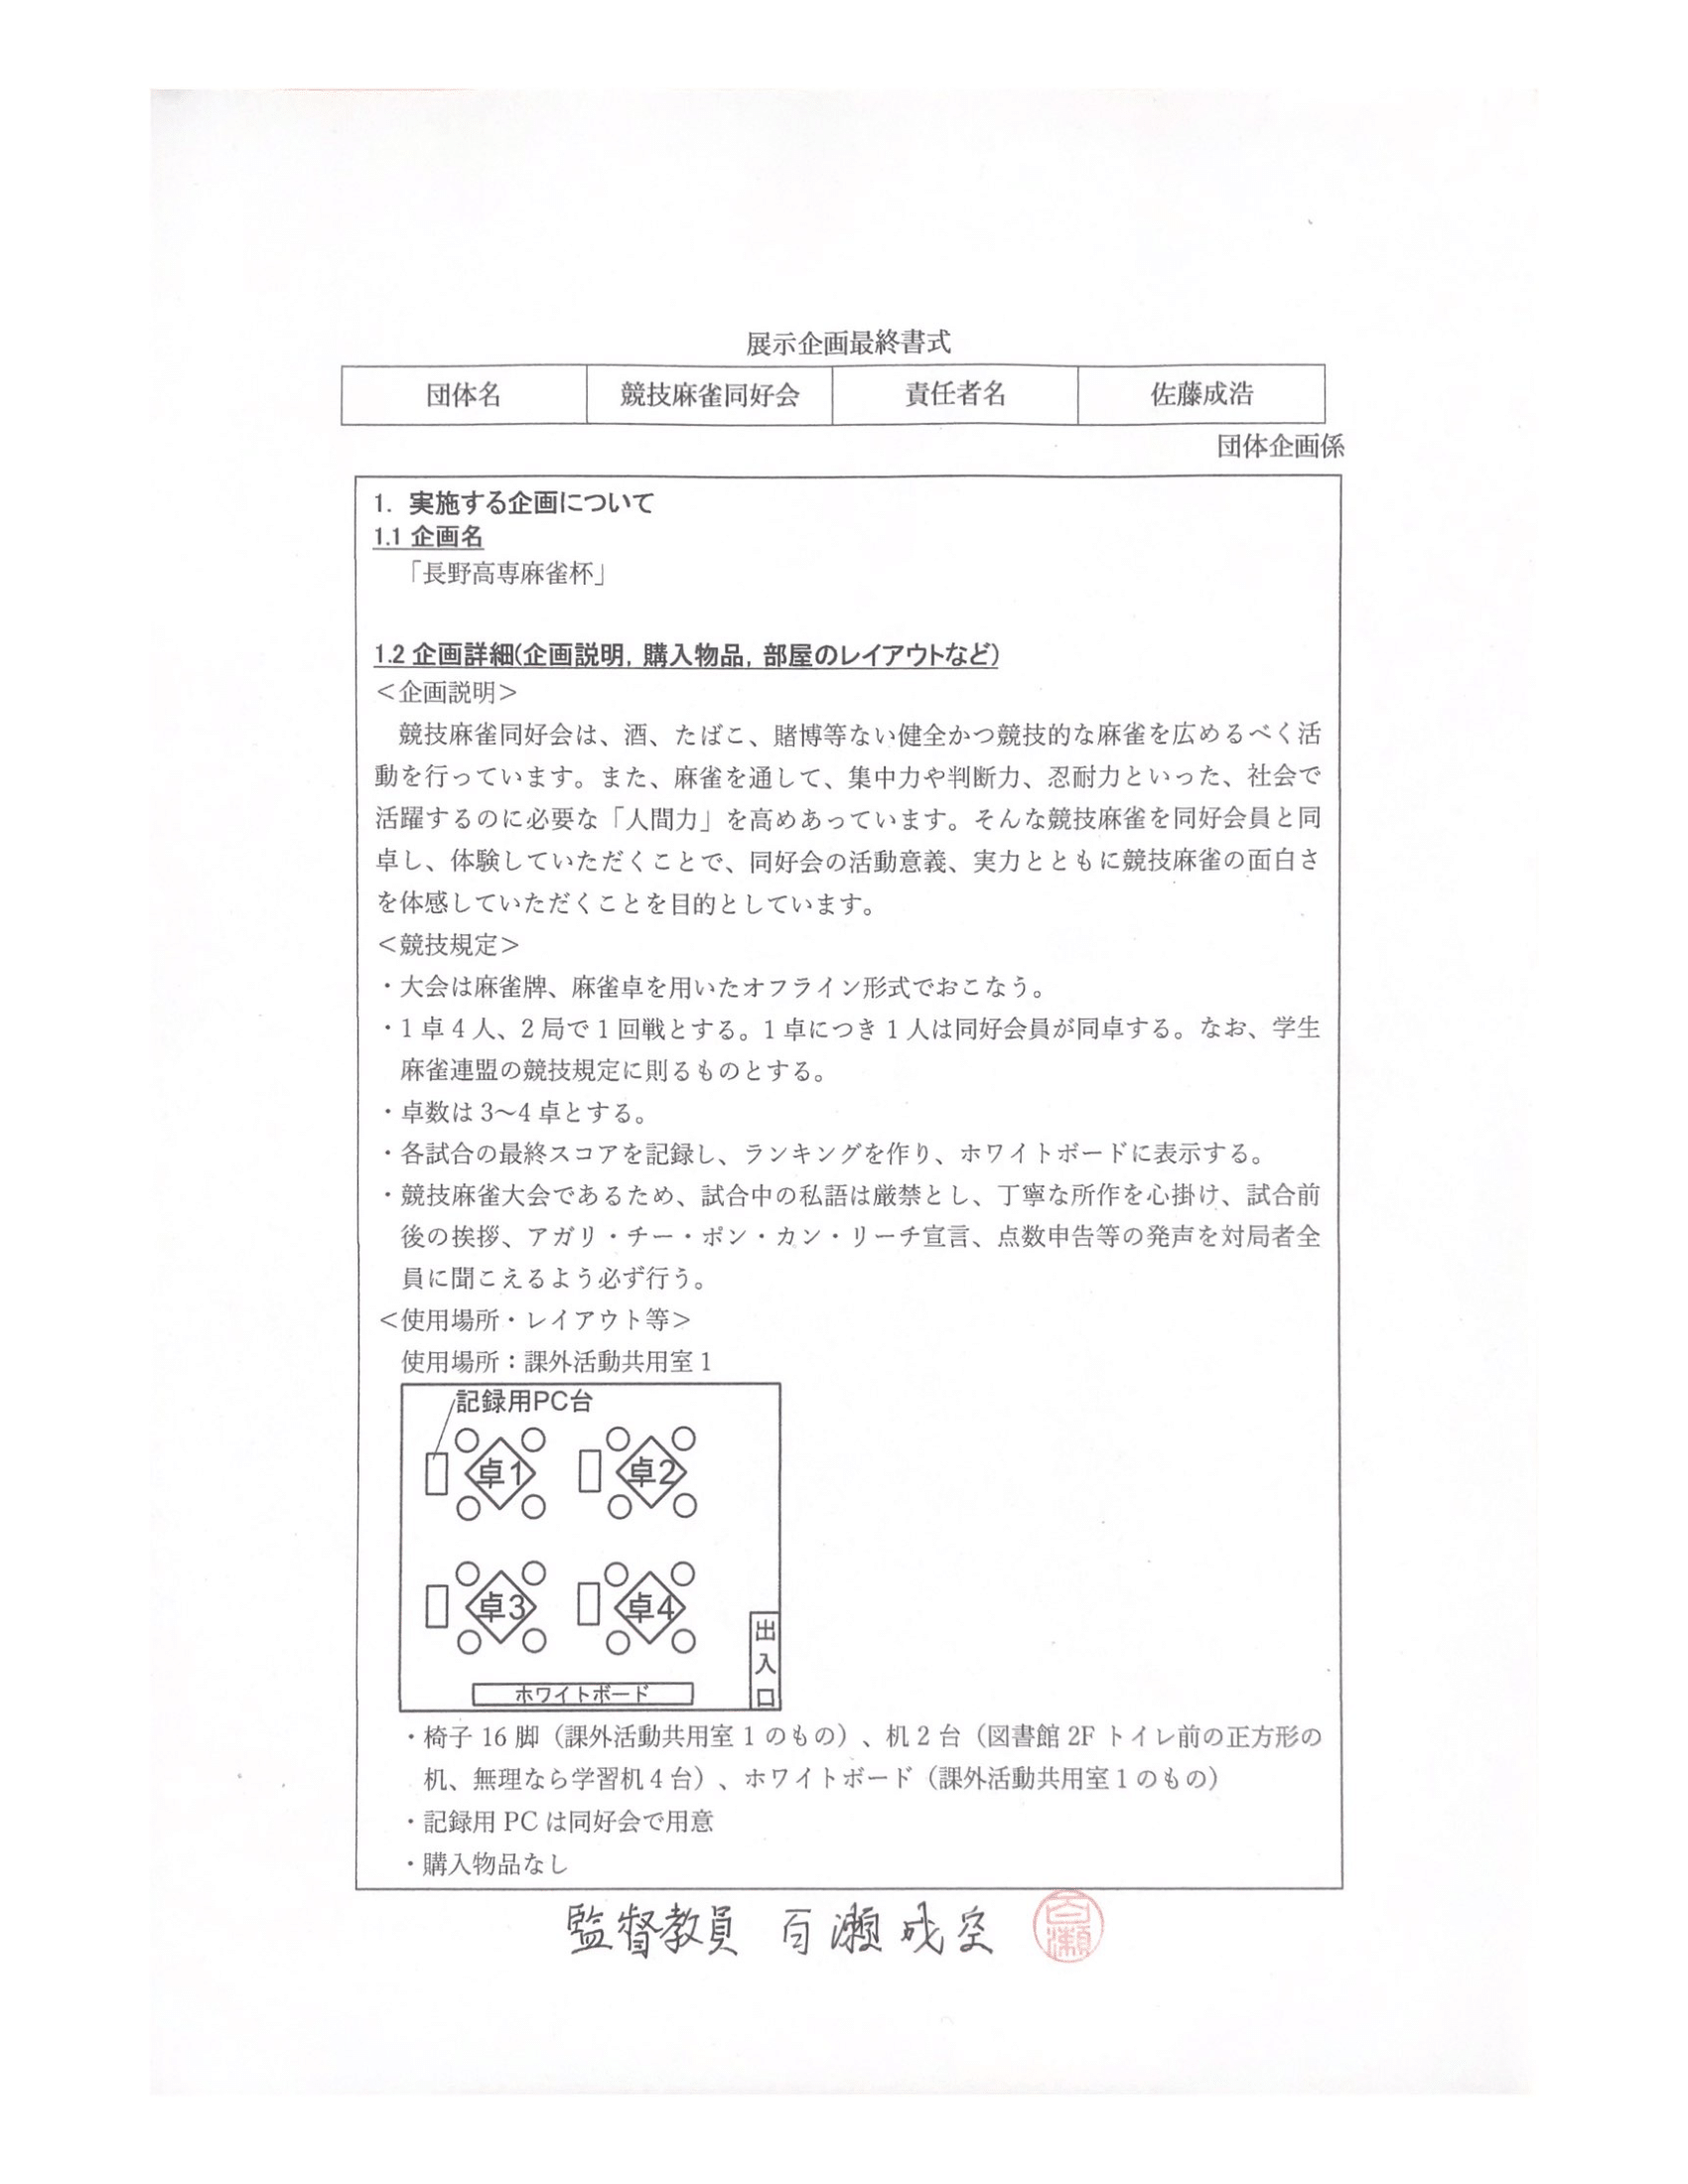 展示企画最終書式
団体名 競技麻雀同好会 責任者名 佐藤成浩
団体企画係
1. 実施する企画について
1.1 企画名
「長野高専麻雀杯」
1.2 企画詳細(企画説明, 購入物品, 部屋のレイアウトなど)
<企画説明>
競技麻雀同好会は、酒、たばこ、賭博等ない健全かつ競技的な麻雀を広めるべく活
動を行っています。また、麻雀を通して、集中力や判断力、忍耐力といった、社会で
活躍するのに必要な「人間力」を高めあっています。そんな競技麻雀を同好会員と同
卓し、体験していただくことで、同好会の活動意義、実力とともに競技麻雀の面白さ
を体感していただくことを目的としています。
<競技規定>
・大会は麻雀牌、麻雀卓を用いたオフライン形式でおこなう。
・1 卓 4 人、2 局で 1 回戦とする。1 卓につき 1 人は同好会員が同卓する。なお、学生
麻雀連盟の競技規定に則るものとする。
・卓数は 3～4 卓とする。
・各試合の最終スコアを記録し、ランキングを作り、ホワイトボードに表示する。
・競技麻雀大会であるため、試合中の私語は厳禁とし、丁寧な所作を心掛け、試合前
後の挨拶、アガリ・チー・ポン・カン・リーチ宣言、点数申告等の発声を対局者全
員に聞こえるよう必ず行う。
<使用場所・レイアウト等>
使用場所：課外活動共用室 1
記録用PC台
卓1 卓2
卓3 卓4
出入口
ホワイトボード
・椅子 16 脚（課外活動共用室 1 のもの）、机 2 台（図書館 2F トイレ前の正方形の
机、無理なら学習机 4 台）、ホワイトボード（課外活動共用室 1 のもの）
・記録用 PC は同好会で用意
・購入物品なし
監督教員 百瀬成空 百瀬